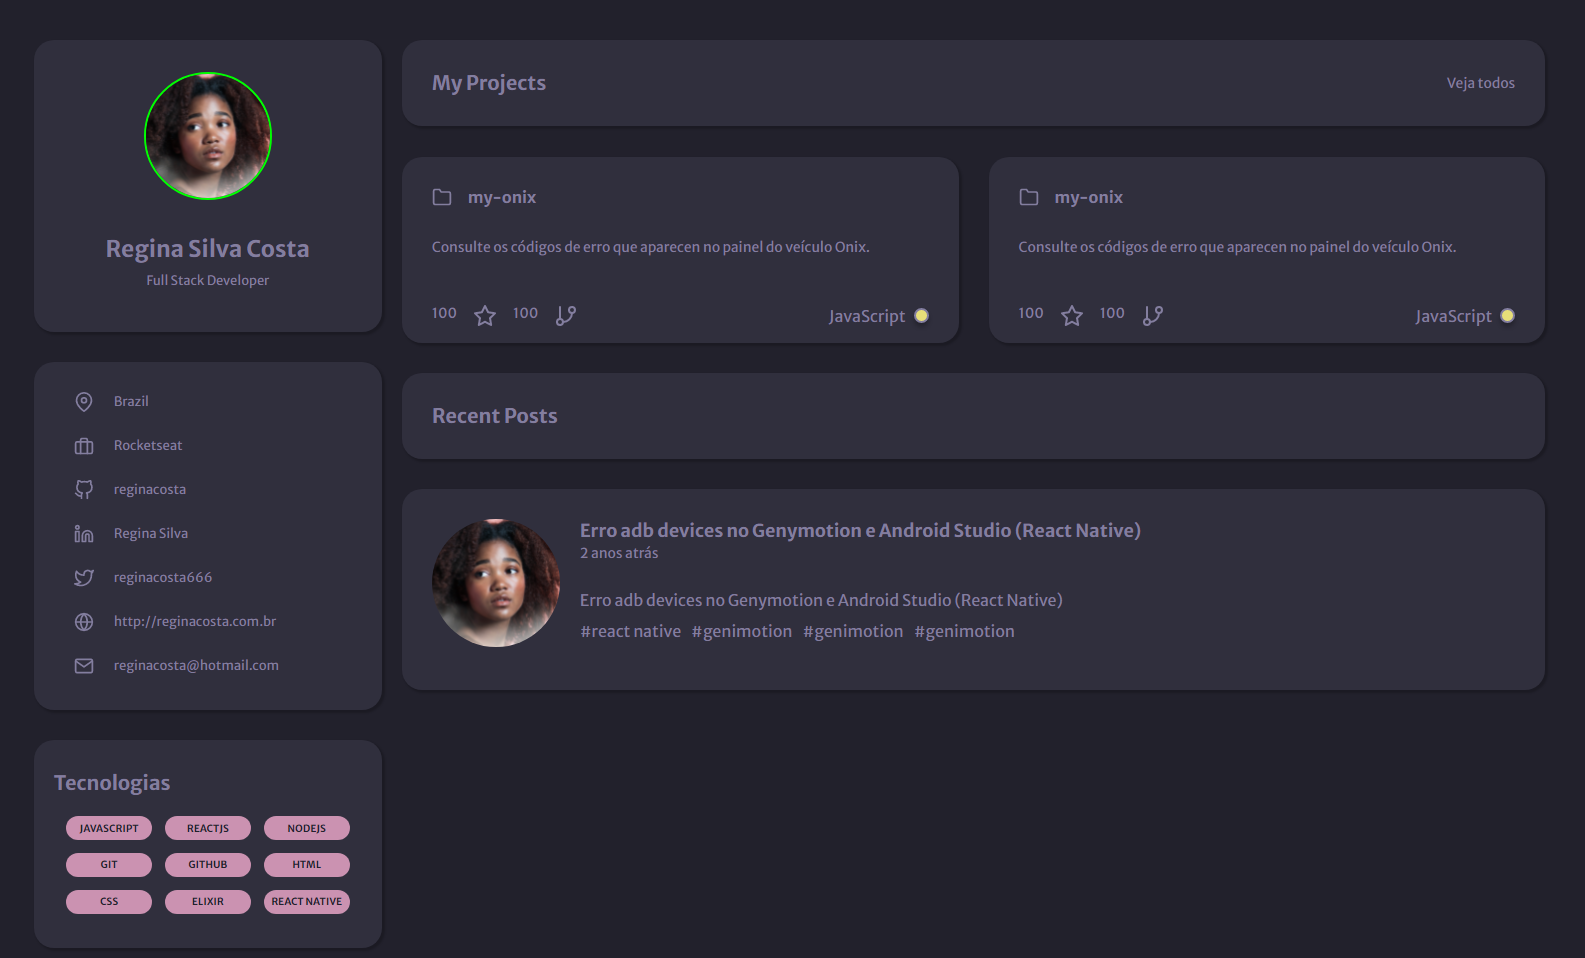 Regina Silva Costa
Full Stack Developer
Brazil
Rocketseat
reginacosta
Regina Silva
reginacosta666
http://reginacosta.com.br
reginacosta@hotmail.com
Tecnologias
JAVASCRIPT REACTJS NODEJS
GIT GITHUB HTML
CSS ELIXIR REACT NATIVE
My Projects Veja todos
my-onix
Consulte os códigos de erro que aparecen no painel do veículo Onix.
100 100 JavaScript
my-onix
Consulte os códigos de erro que aparecen no painel do veículo Onix.
100 100 JavaScript
Recent Posts
Erro adb devices no Genymotion e Android Studio (React Native)
2 anos atrás
Erro adb devices no Genymotion e Android Studio (React Native)
#react native #genimotion #genimotion #genimotion